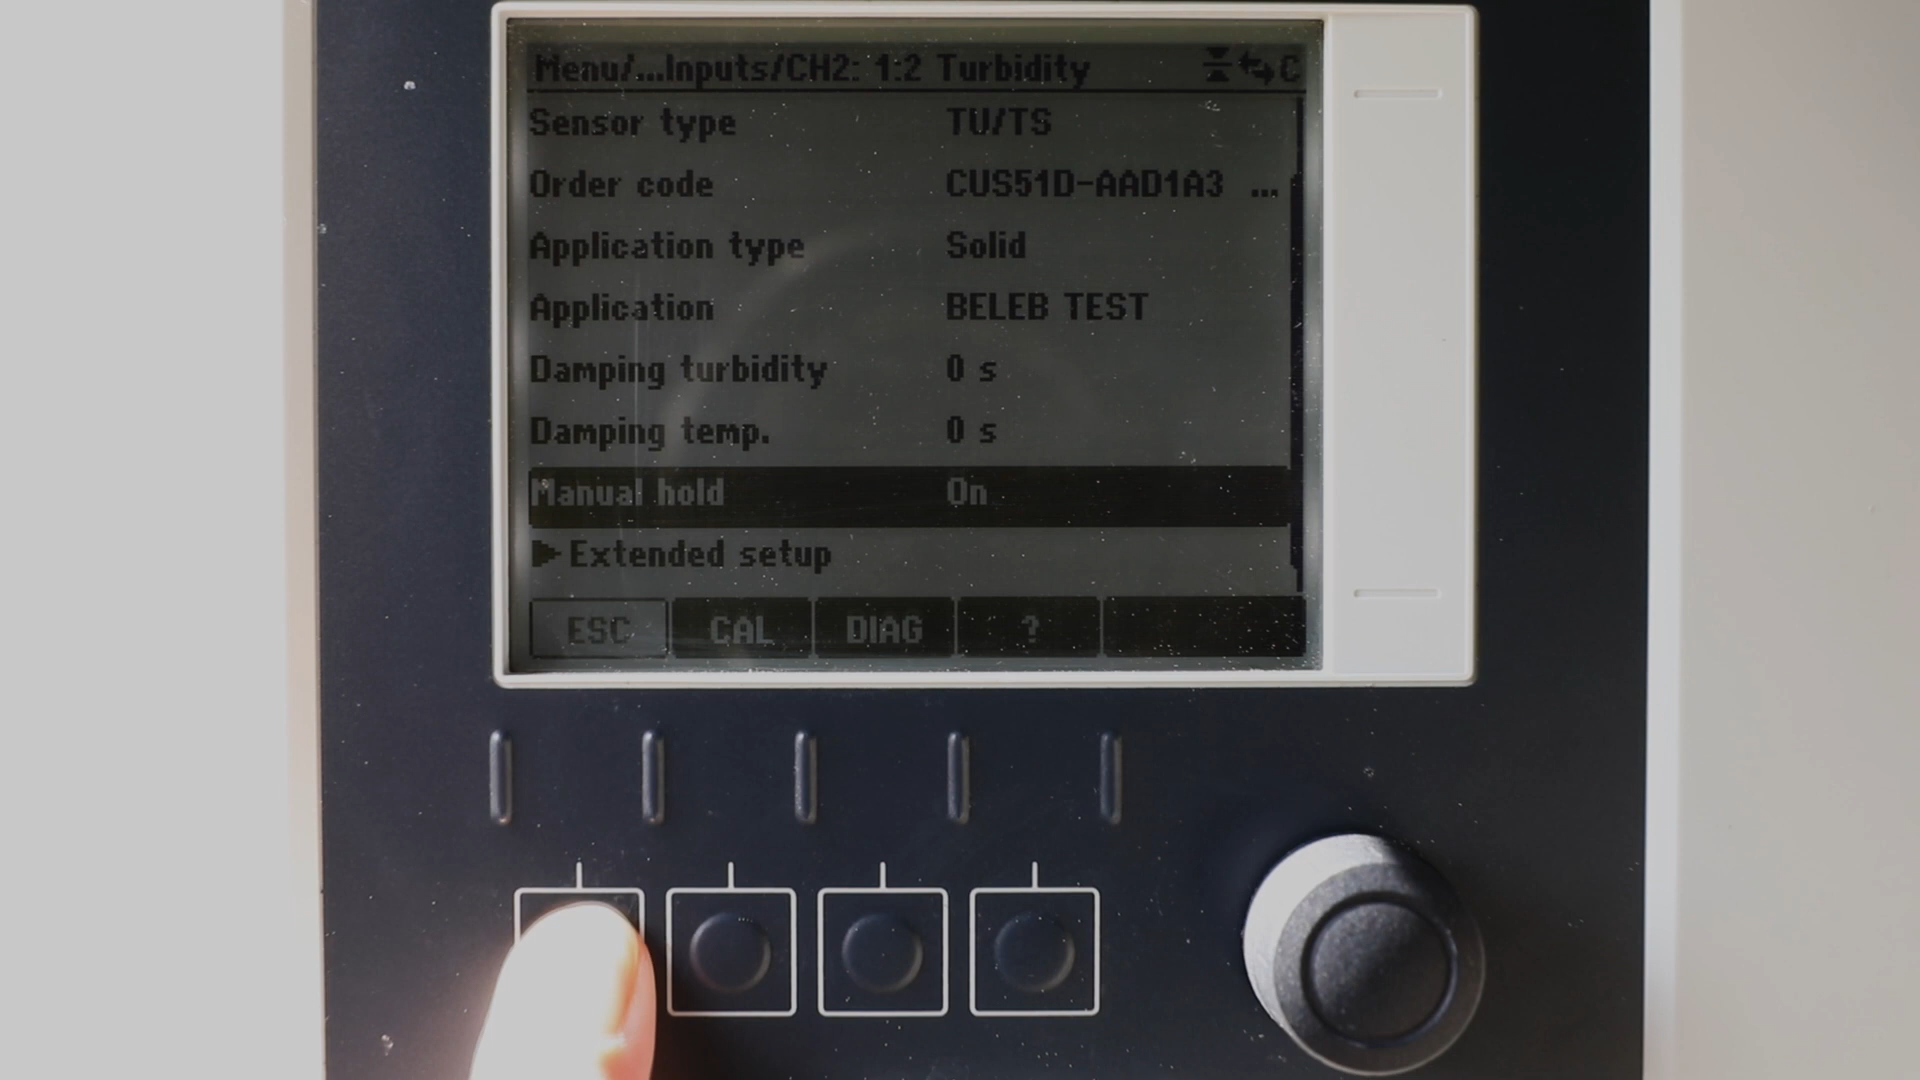 Menu/...Inputs/CH2: 1:2 Turbidity C
Sensor type TU/TS
Order code CUS51D-AAD1A3 ...
Application type Solid
Application BELEB TEST
Damping turbidity 0 s
Damping temp. 0 s
Manual hold On
Extended setup
ESC CAL DIAG ?